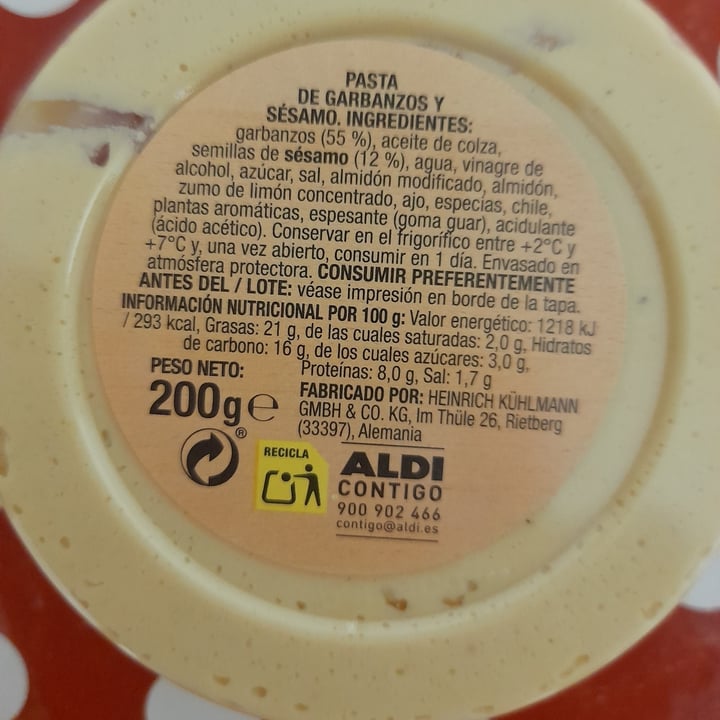 PASTA
DE GARBANZOS Y
SÉSAMO. INGREDIENTES:
garbanzos (55 %), aceite de colza,
semillas de sésamo (12 %), agua, vinagre de
alcohol, azúcar, sal, almidón modificado, almidón,
zumo de limón concentrado, ajo, especias, chile,
plantas aromáticas, espesante (goma guar), acidulante
(ácido acético). Conservar en el frigorífico entre +2°C y
+7°C y, una vez abierto, consumir en 1 día. Envasado en
atmósfera protectora. CONSUMIR PREFERENTEMENTE
ANTES DEL / LOTE: véase impresión en borde de la tapa.
INFORMACIÓN NUTRICIONAL POR 100 g: Valor energético: 1218 kJ
/ 293 kcal, Grasas: 21 g, de las cuales saturadas: 2,0 g, Hidratos
de carbono: 16 g, de los cuales azúcares: 3,0 g,
Proteínas: 8,0 g, Sal: 1,7 g
PESO NETO:
200g e
FABRICADO POR: HEINRICH KÜHLMANN
GMBH & CO. KG, Im Thüle 26, Rietberg
(33397), Alemania
®
RECICLA
ALDI
CONTIGO
900 902 466
contigo@aldi.es